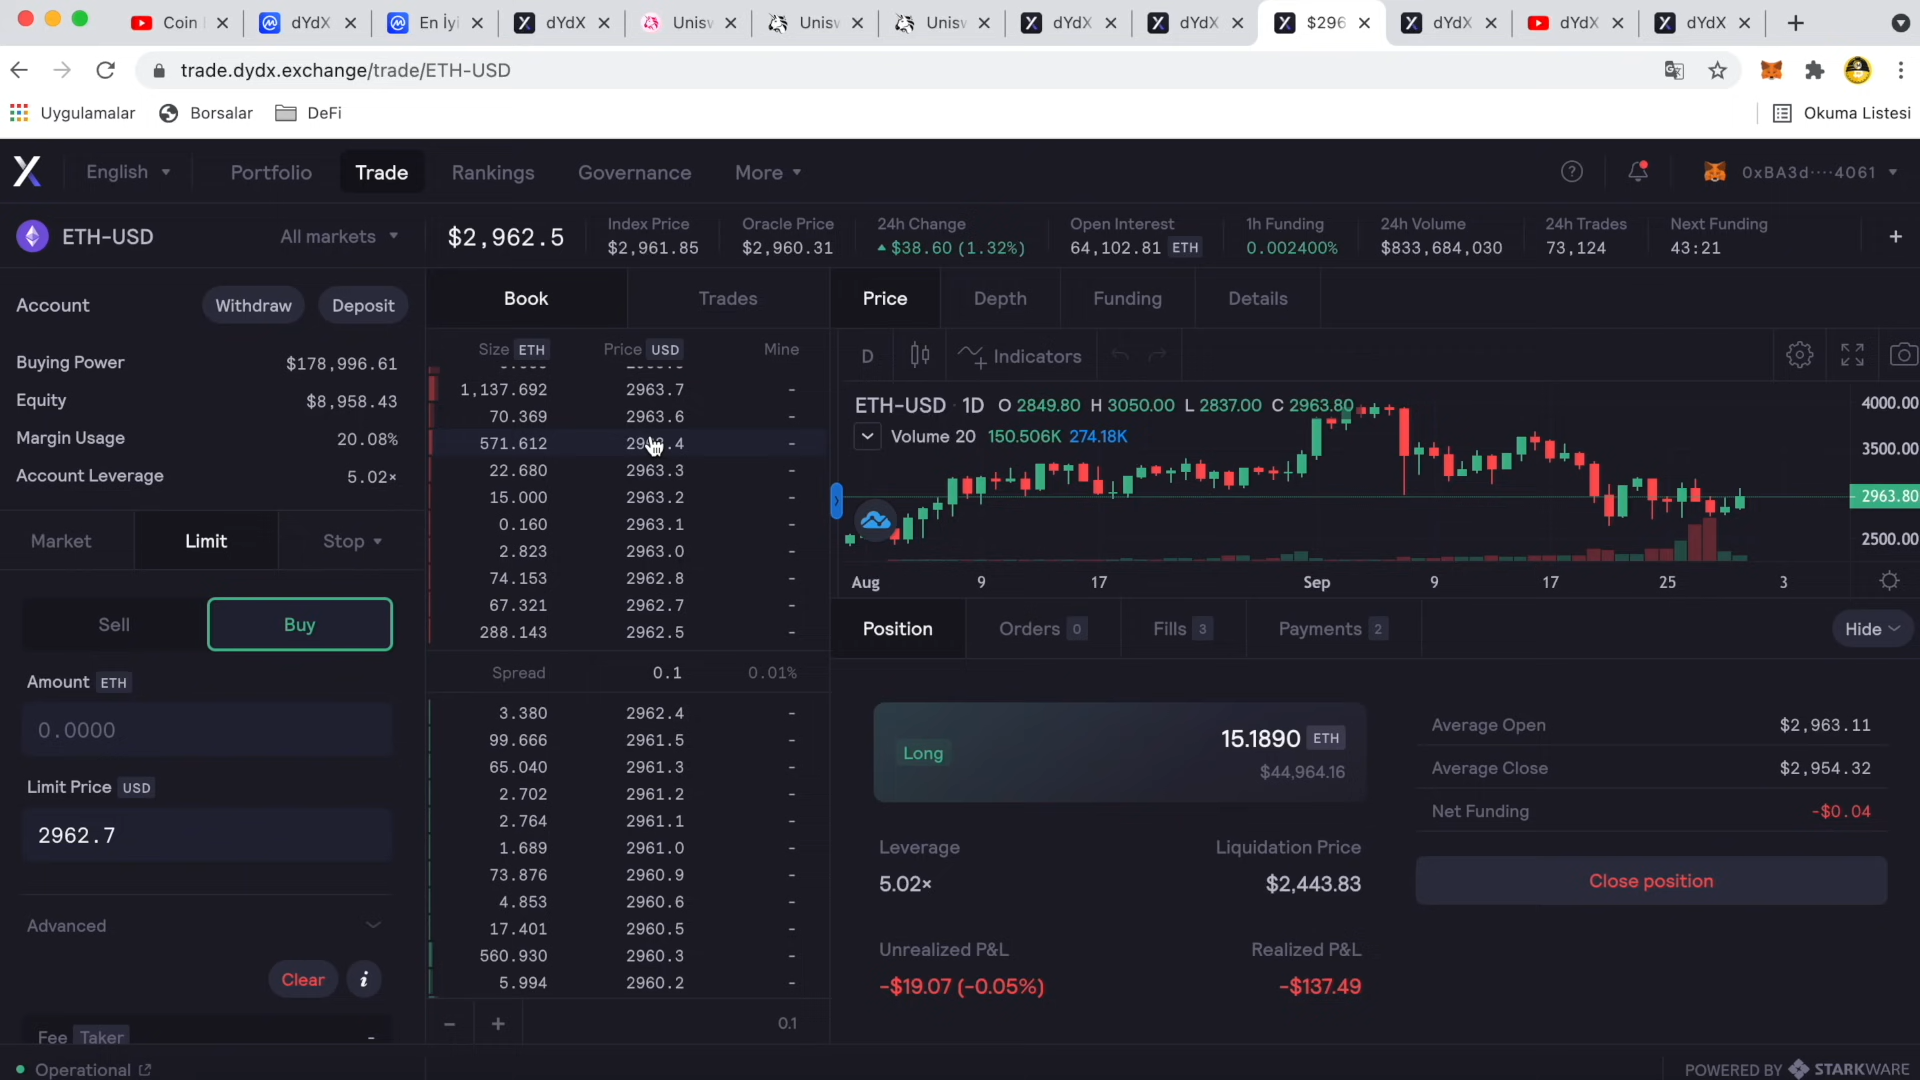 Coin
dYdX
En İyi
dYdX
Unisw
Unisw
Unisw
dYdX
dYdX
$296
dYdX
dYdX
dYdX
trade.dydx.exchange/trade/ETH-USD
Uygulamalar
Borsalar
DeFi
Okuma Listesi
English
Portfolio
Trade
Rankings
Governance
More
0xBA3d····4061
ETH-USD
All markets
$2,962.5
Index Price
$2,961.85
Oracle Price
$2,960.31
24h Change
$38.60 (1.32%)
Open Interest
64,102.81 ETH
1h Funding
0.002400%
24h Volume
$833,684,030
24h Trades
73,124
Next Funding
43:21
Account
Withdraw
Deposit
Buying Power $178,996.61
Equity $8,958.43
Margin Usage 20.08%
Account Leverage 5.02×
Market
Limit
Stop
Sell
Buy
Amount ETH
0.0000
Limit Price USD
2962.7
Advanced
Clear
Fee Taker -
Operational
Book
Trades
Size ETH Price USD Mine
1,137.692 2963.7 -
70.369 2963.6 -
571.612 -
22.680 2963.3 -
15.000 2963.2 -
0.160 2963.1 -
2.823 2963.0 -
74.153 2962.8 -
67.321 2962.7 -
288.143 2962.5 -
Spread 0.1 0.01%
3.380 2962.4 -
99.666 2961.5 -
65.040 2961.3 -
2.702 2961.2 -
2.764 2961.1 -
1.689 2961.0 -
73.876 2960.9 -
4.853 2960.6 -
17.401 2960.5 -
560.930 2960.3 -
5.994 2960.2 -
- + 0.1
Price
Depth
Funding
Details
D
Indicators
ETH-USD · 1D O 2849.80 H 3050.00 L 2837.00 C 2963.80
Volume 20 150.506K 274.18K
4000.00
3500.00
2963.80
2500.00
Aug 9 17 Sep 9 17 25 3
Position
Orders 0
Fills 3
Payments 2
Hide
Long
15.1890 ETH
$44,964.16
Leverage
5.02×
Liquidation Price
$2,443.83
Unrealized P&L
-$19.07 (-0.05%)
Realized P&L
-$137.49
Average Open $2,963.11
Average Close $2,954.32
Net Funding -$0.04
Close position
POWERED BY STARKWARE